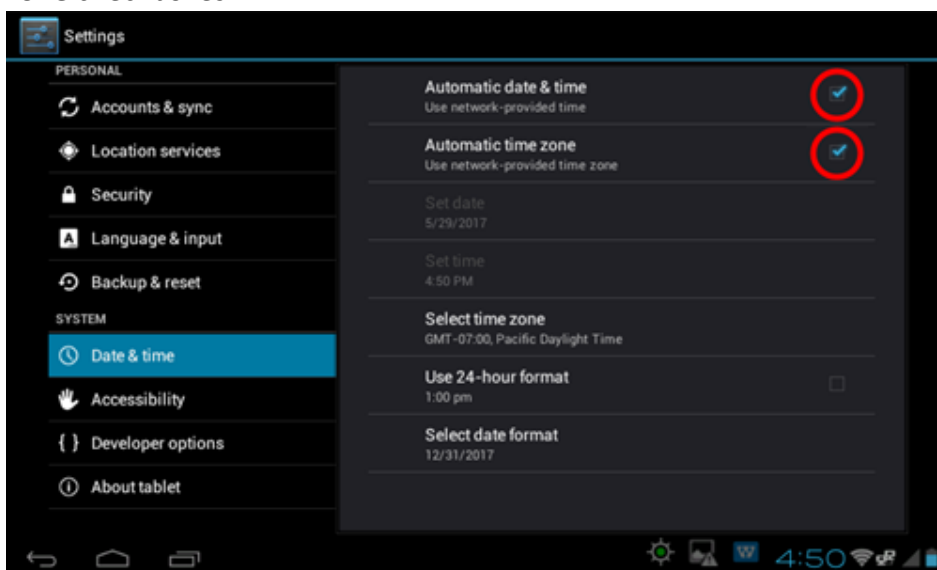 Settings
PERSONAL
Accounts & sync
Location services
Security
Language & input
Backup & reset
SYSTEM
Date & time
Accessibility
Developer options
About tablet
Automatic date & time
Use network-provided time
Automatic time zone
Use network-provided time zone
Set date
5/29/2017
Set time
4:50 PM
Select time zone
GMT-07:00, Pacific Daylight Time
Use 24-hour format
1:00 pm
Select date format
12/31/2017
4:50